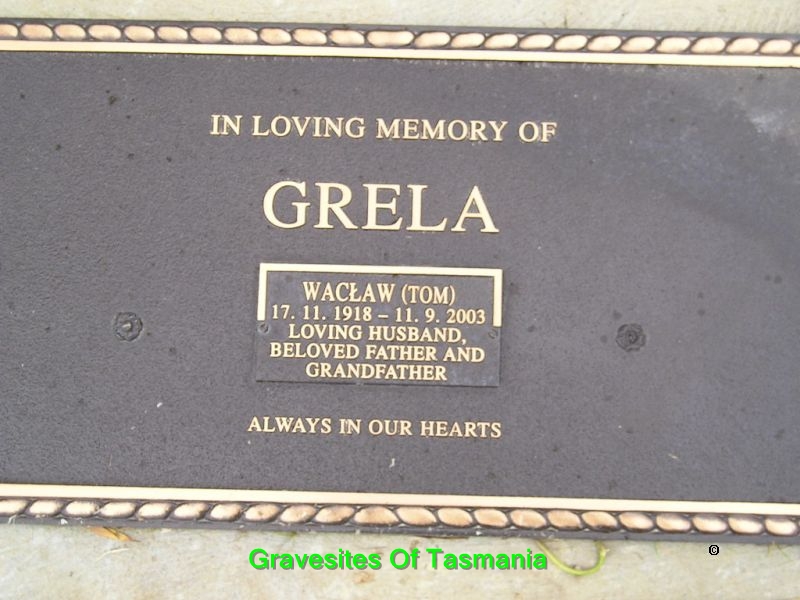 IN LOVING MEMORY OF
GRELA
WACŁAW (TOM)
17. 11. 1918 – 11. 9. 2003
LOVING HUSBAND,
BELOVED FATHER AND
GRANDFATHER
ALWAYS IN OUR HEARTS
Gravesites Of Tasmania
©